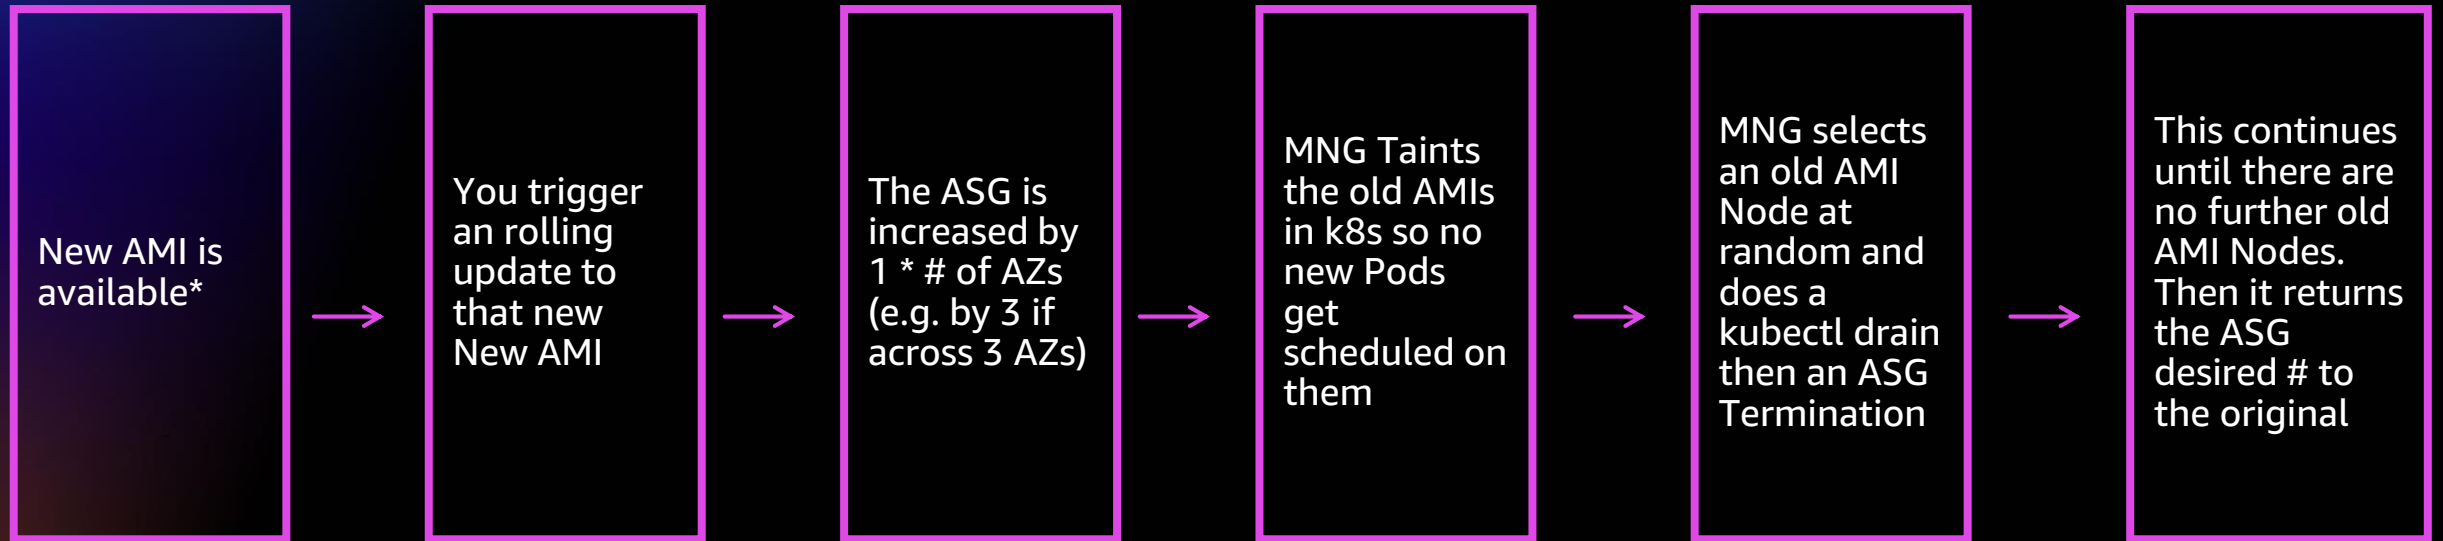 New AMI is
available*
You trigger
an rolling
update to
that new
New AMI
The ASG is
increased by
1 * # of AZs
(e.g. by 3 if
across 3 AZs)
MNG Taints
the old AMIs
in k8s so no
new Pods
get
scheduled on
them
MNG selects
an old AMI
Node at
random and
does a
kubectl drain
then an ASG
Termination
This continues
until there are
no further old
AMI Nodes.
Then it returns
the ASG
desired # to
the original